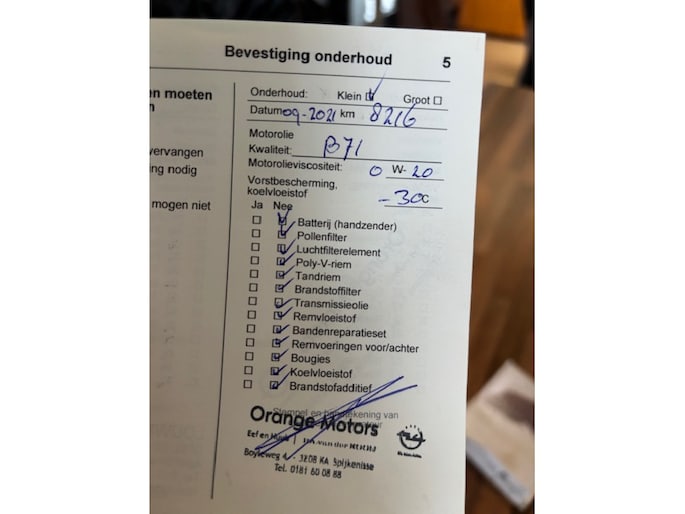 Bevestiging onderhoud 5
en moeten
Onderhoud: Klein Groot
Datum 09-2021 km 8216
Motorolie
Kwaliteit: B71
vervangen
Motorolieviscositeit: 0 W- 20
ng nodig
Vorstbescherming,
koelvloeistof -30C
mogen niet
Ja Nee
Batterij (handzender)
Pollenfilter
Luchtfilterelement
Poly-V-riem
Tandriem
Brandstoffilter
Transmissieolie
Remvloeistof
Bandenreparatieset
Remvoeringen voor/achter
Bougies
Koelvloeistof
Brandstofadditief
Stempel en van
Orange Motors
Boyleweg 4 - 3208 KA Spijkenisse
Tel. 0181 60 08 88